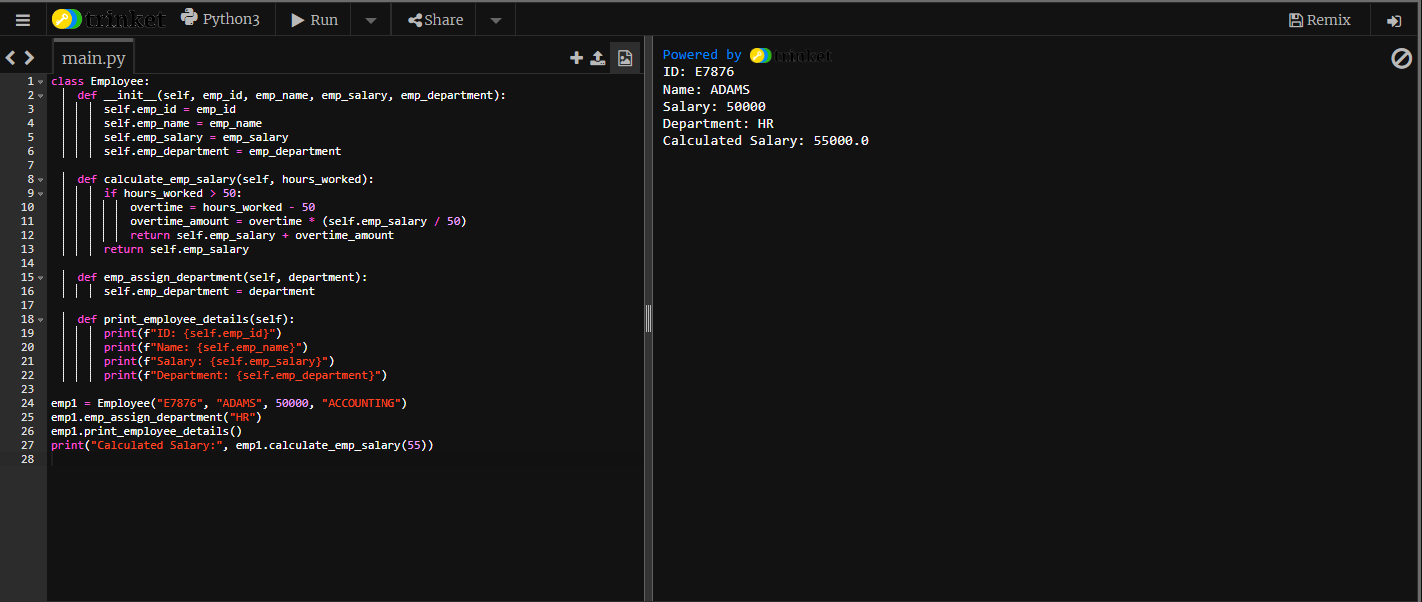 trinket Python3 Run Share Remix
main.py
1 class Employee:
2 def __init__(self, emp_id, emp_name, emp_salary, emp_department):
3 self.emp_id = emp_id
4 self.emp_name = emp_name
5 self.emp_salary = emp_salary
6 self.emp_department = emp_department
7
8 def calculate_emp_salary(self, hours_worked):
9 if hours_worked > 50:
10 overtime = hours_worked - 50
11 overtime_amount = overtime * (self.emp_salary / 50)
12 return self.emp_salary + overtime_amount
13 return self.emp_salary
14
15 def emp_assign_department(self, department):
16 self.emp_department = department
17
18 def print_employee_details(self):
19 print(f"ID: {self.emp_id}")
20 print(f"Name: {self.emp_name}")
21 print(f"Salary: {self.emp_salary}")
22 print(f"Department: {self.emp_department}")
23
24 emp1 = Employee("E7876", "ADAMS", 50000, "ACCOUNTING")
25 emp1.emp_assign_department("HR")
26 emp1.print_employee_details()
27 print("Calculated Salary:", emp1.calculate_emp_salary(55))
28
Powered by trinket
ID: E7876
Name: ADAMS
Salary: 50000
Department: HR
Calculated Salary: 55000.0